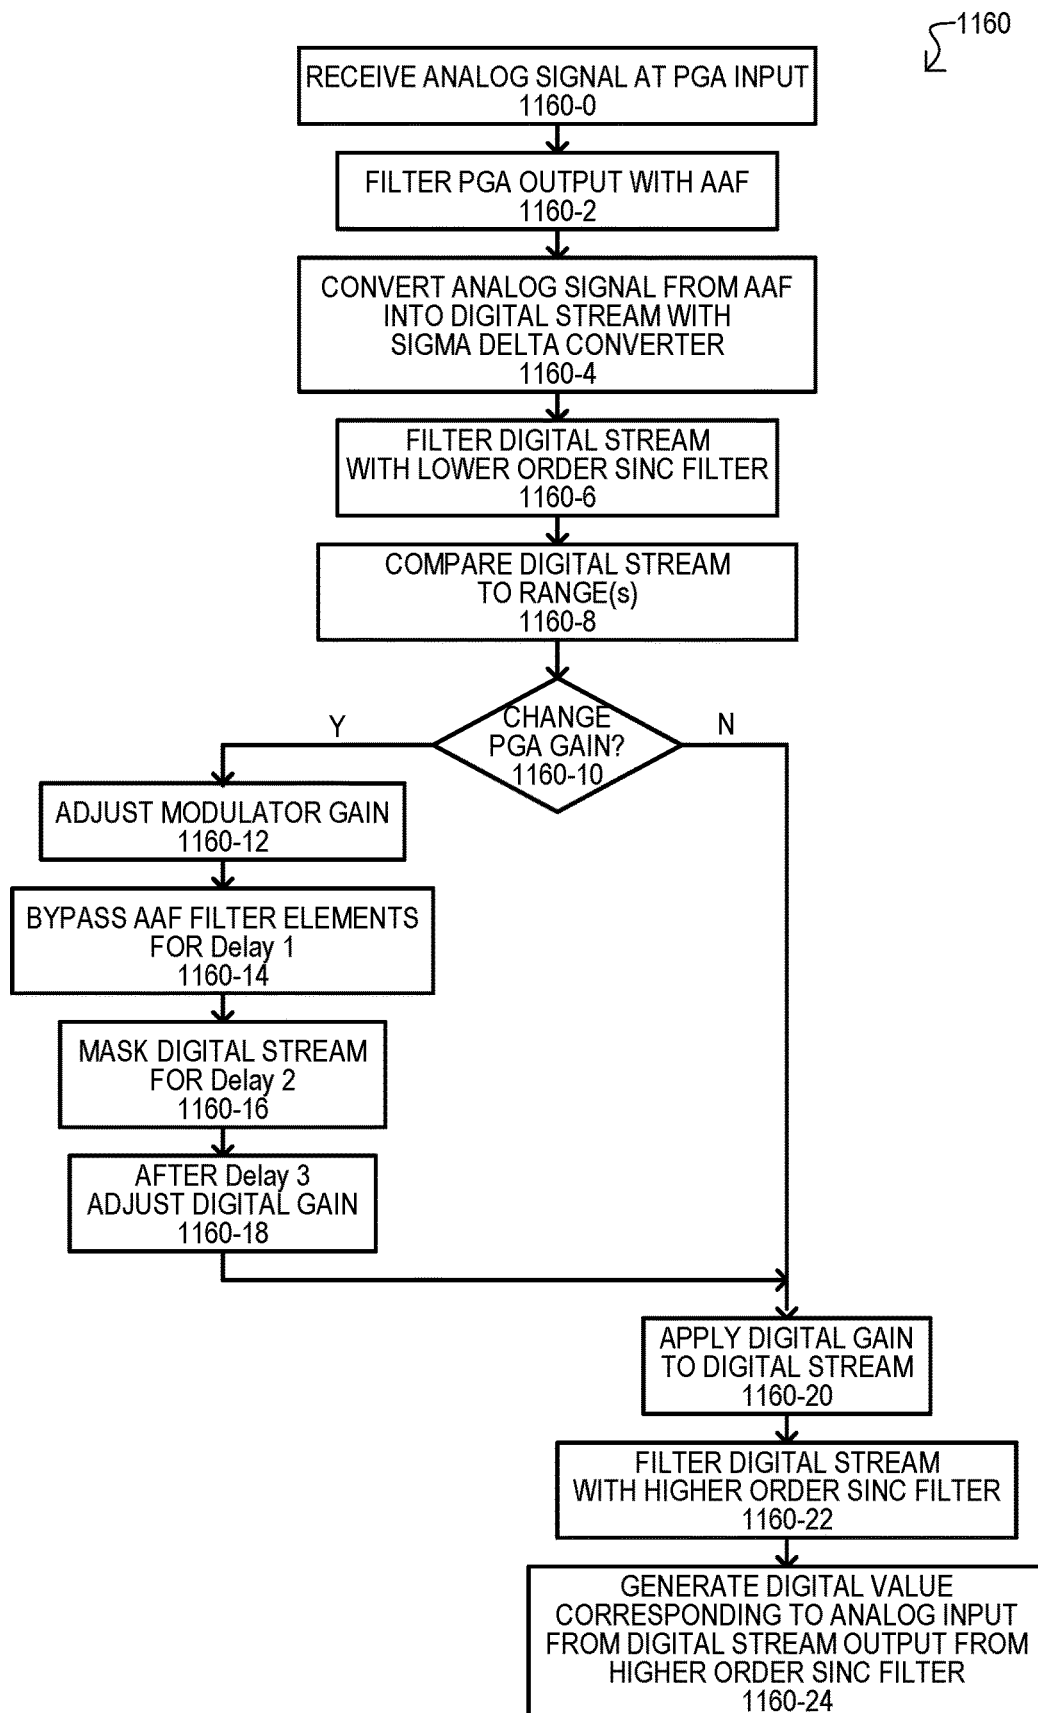 1160
RECEIVE ANALOG SIGNAL AT PGA INPUT
1160-0
FILTER PGA OUTPUT WITH AAF
1160-2
CONVERT ANALOG SIGNAL FROM AAF
INTO DIGITAL STREAM WITH
SIGMA DELTA CONVERTER
1160-4
FILTER DIGITAL STREAM
WITH LOWER ORDER SINC FILTER
1160-6
COMPARE DIGITAL STREAM
TO RANGE(s)
1160-8
CHANGE
PGA GAIN?
1160-10
Y
N
ADJUST MODULATOR GAIN
1160-12
BYPASS AAF FILTER ELEMENTS
FOR Delay 1
1160-14
MASK DIGITAL STREAM
FOR Delay 2
1160-16
AFTER Delay 3
ADJUST DIGITAL GAIN
1160-18
APPLY DIGITAL GAIN
TO DIGITAL STREAM
1160-20
FILTER DIGITAL STREAM
WITH HIGHER ORDER SINC FILTER
1160-22
GENERATE DIGITAL VALUE
CORRESPONDING TO ANALOG INPUT
FROM DIGITAL STREAM OUTPUT FROM
HIGHER ORDER SINC FILTER
1160-24